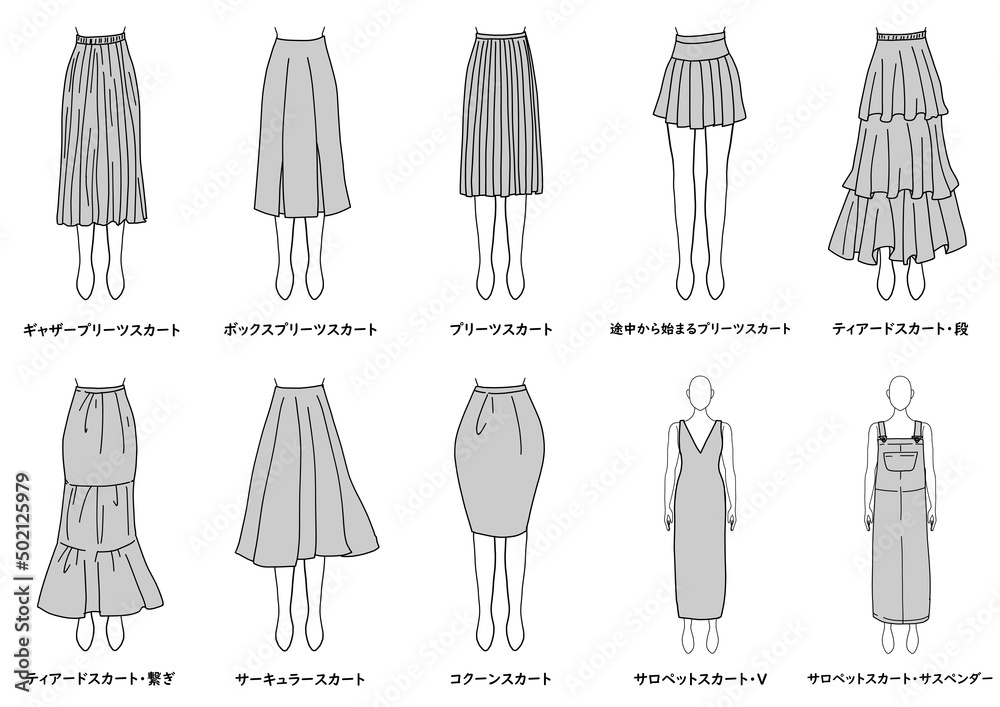 ギャザープリーツスカート
ボックスプリーツスカート
プリーツスカート
途中から始まるプリーツスカート
ティアードスカート・段
ティアードスカート・繋ぎ
サーキュラースカート
コクーンスカート
サロペットスカート・V
サロペットスカート・サスペンダー
Adobe Stock | #502125979
Adobe Stock